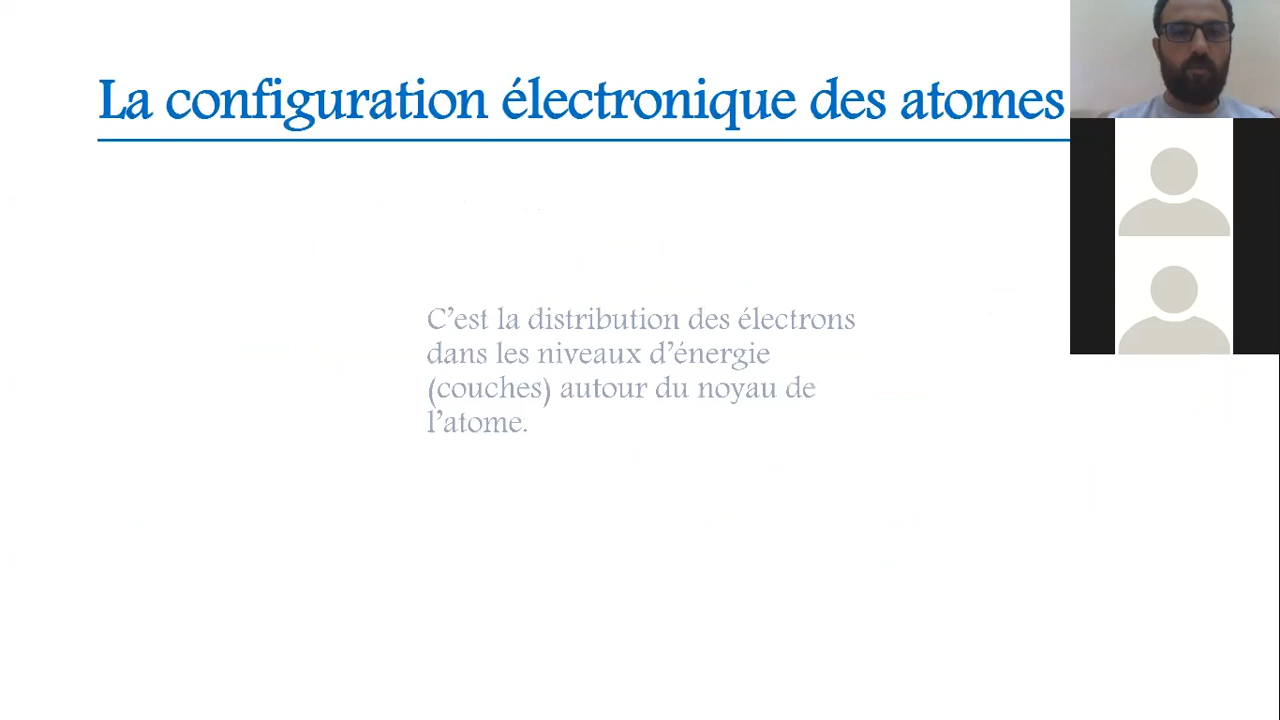 La configuration électronique des atomes
C’est la distribution des électrons
dans les niveaux d’énergie
(couches) autour du noyau de
l’atome.